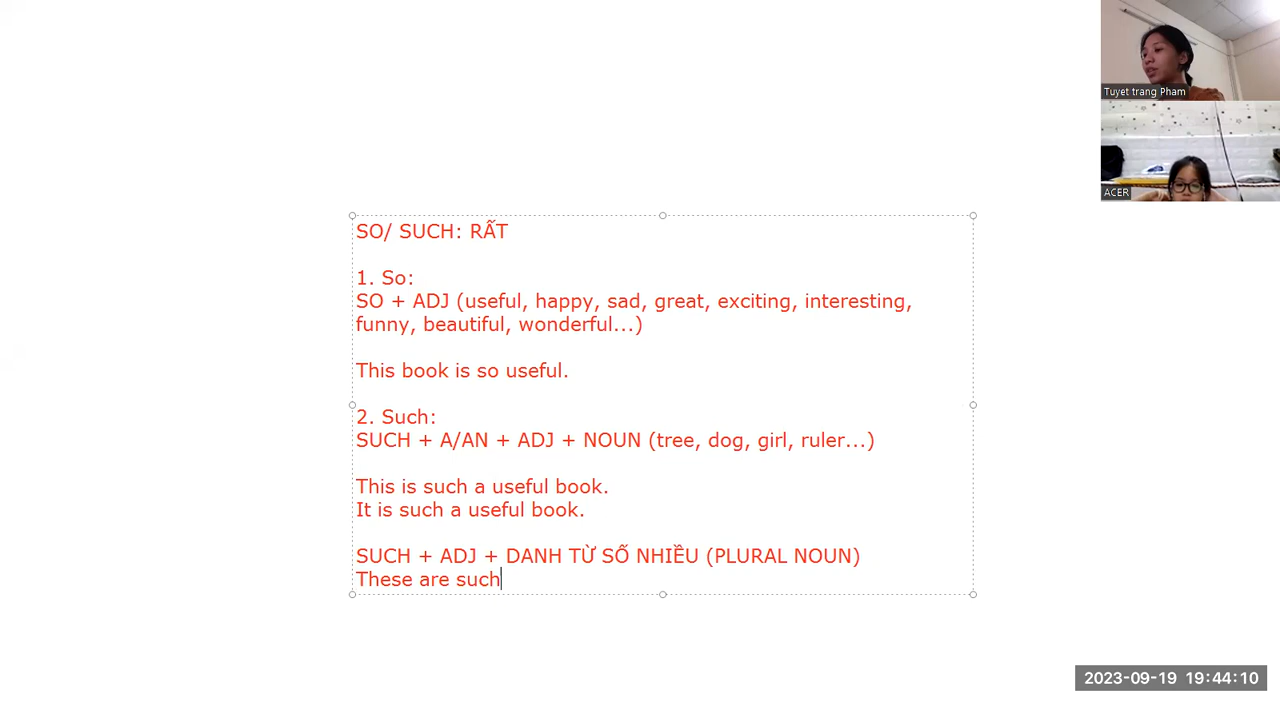 Tuyet trang Pham
ACER
SO/ SUCH: RẤT
1. So:
SO + ADJ (useful, happy, sad, great, exciting, interesting,
funny, beautiful, wonderful...)
This book is so useful.
2. Such:
SUCH + A/AN + ADJ + NOUN (tree, dog, girl, ruler...)
This is such a useful book.
It is such a useful book.
SUCH + ADJ + DANH TỪ SỐ NHIỀU (PLURAL NOUN)
These are such
2023-09-19 19:44:10